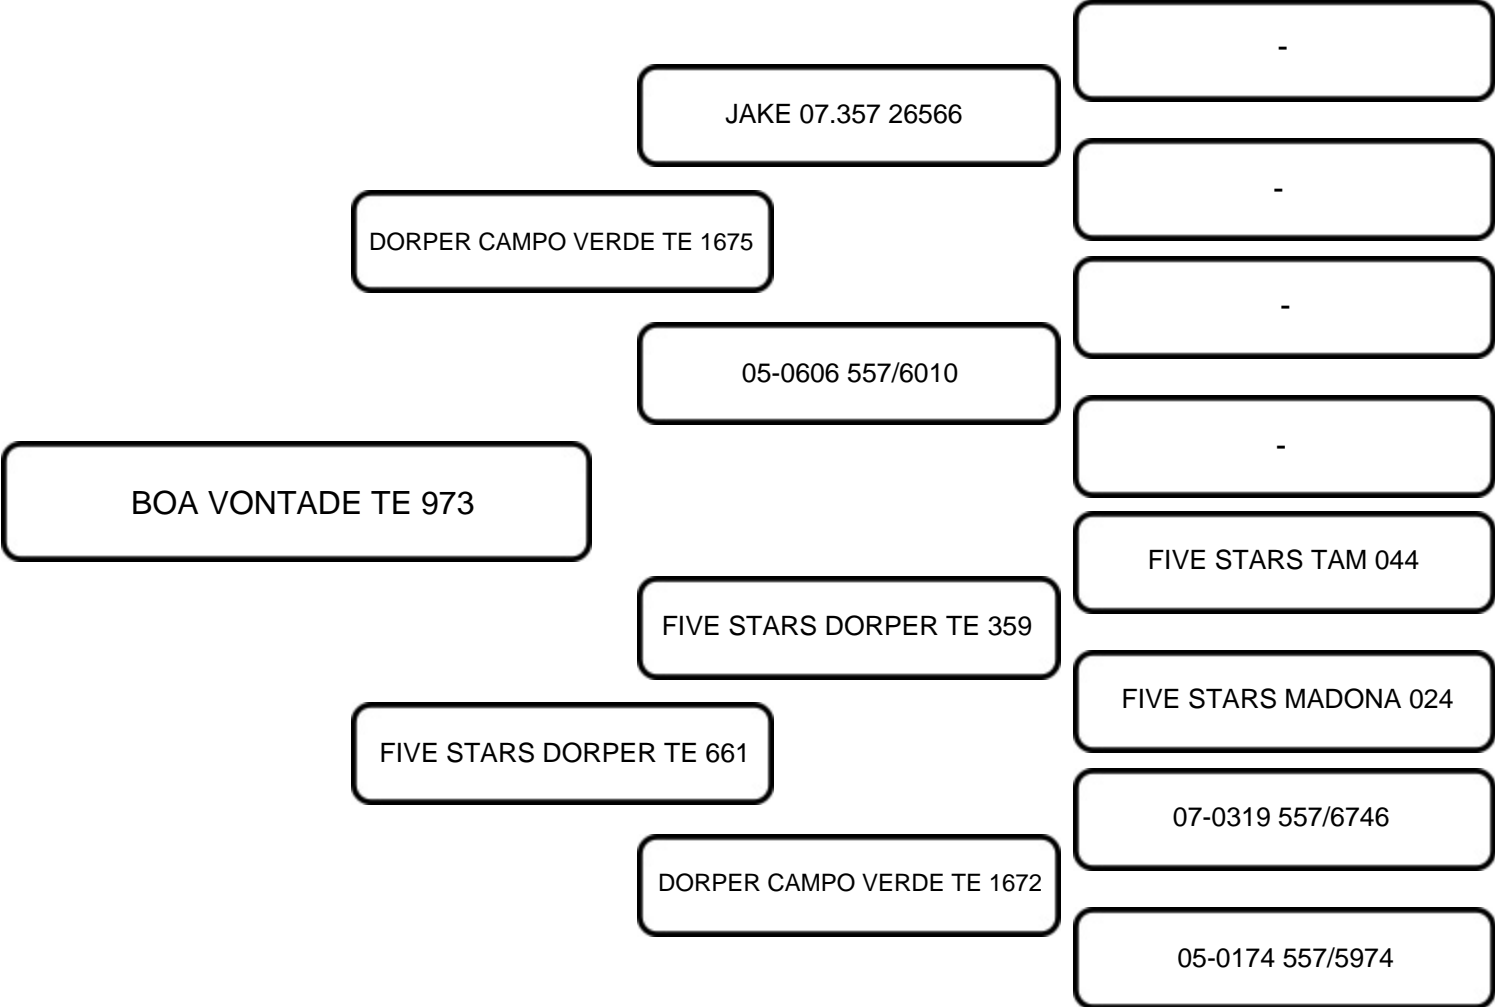 -
JAKE 07.357 26566
-
DORPER CAMPO VERDE TE 1675
-
05-0606 557/6010
-
BOA VONTADE TE 973
FIVE STARS TAM 044
FIVE STARS DORPER TE 359
FIVE STARS MADONA 024
FIVE STARS DORPER TE 661
07-0319 557/6746
DORPER CAMPO VERDE TE 1672
05-0174 557/5974